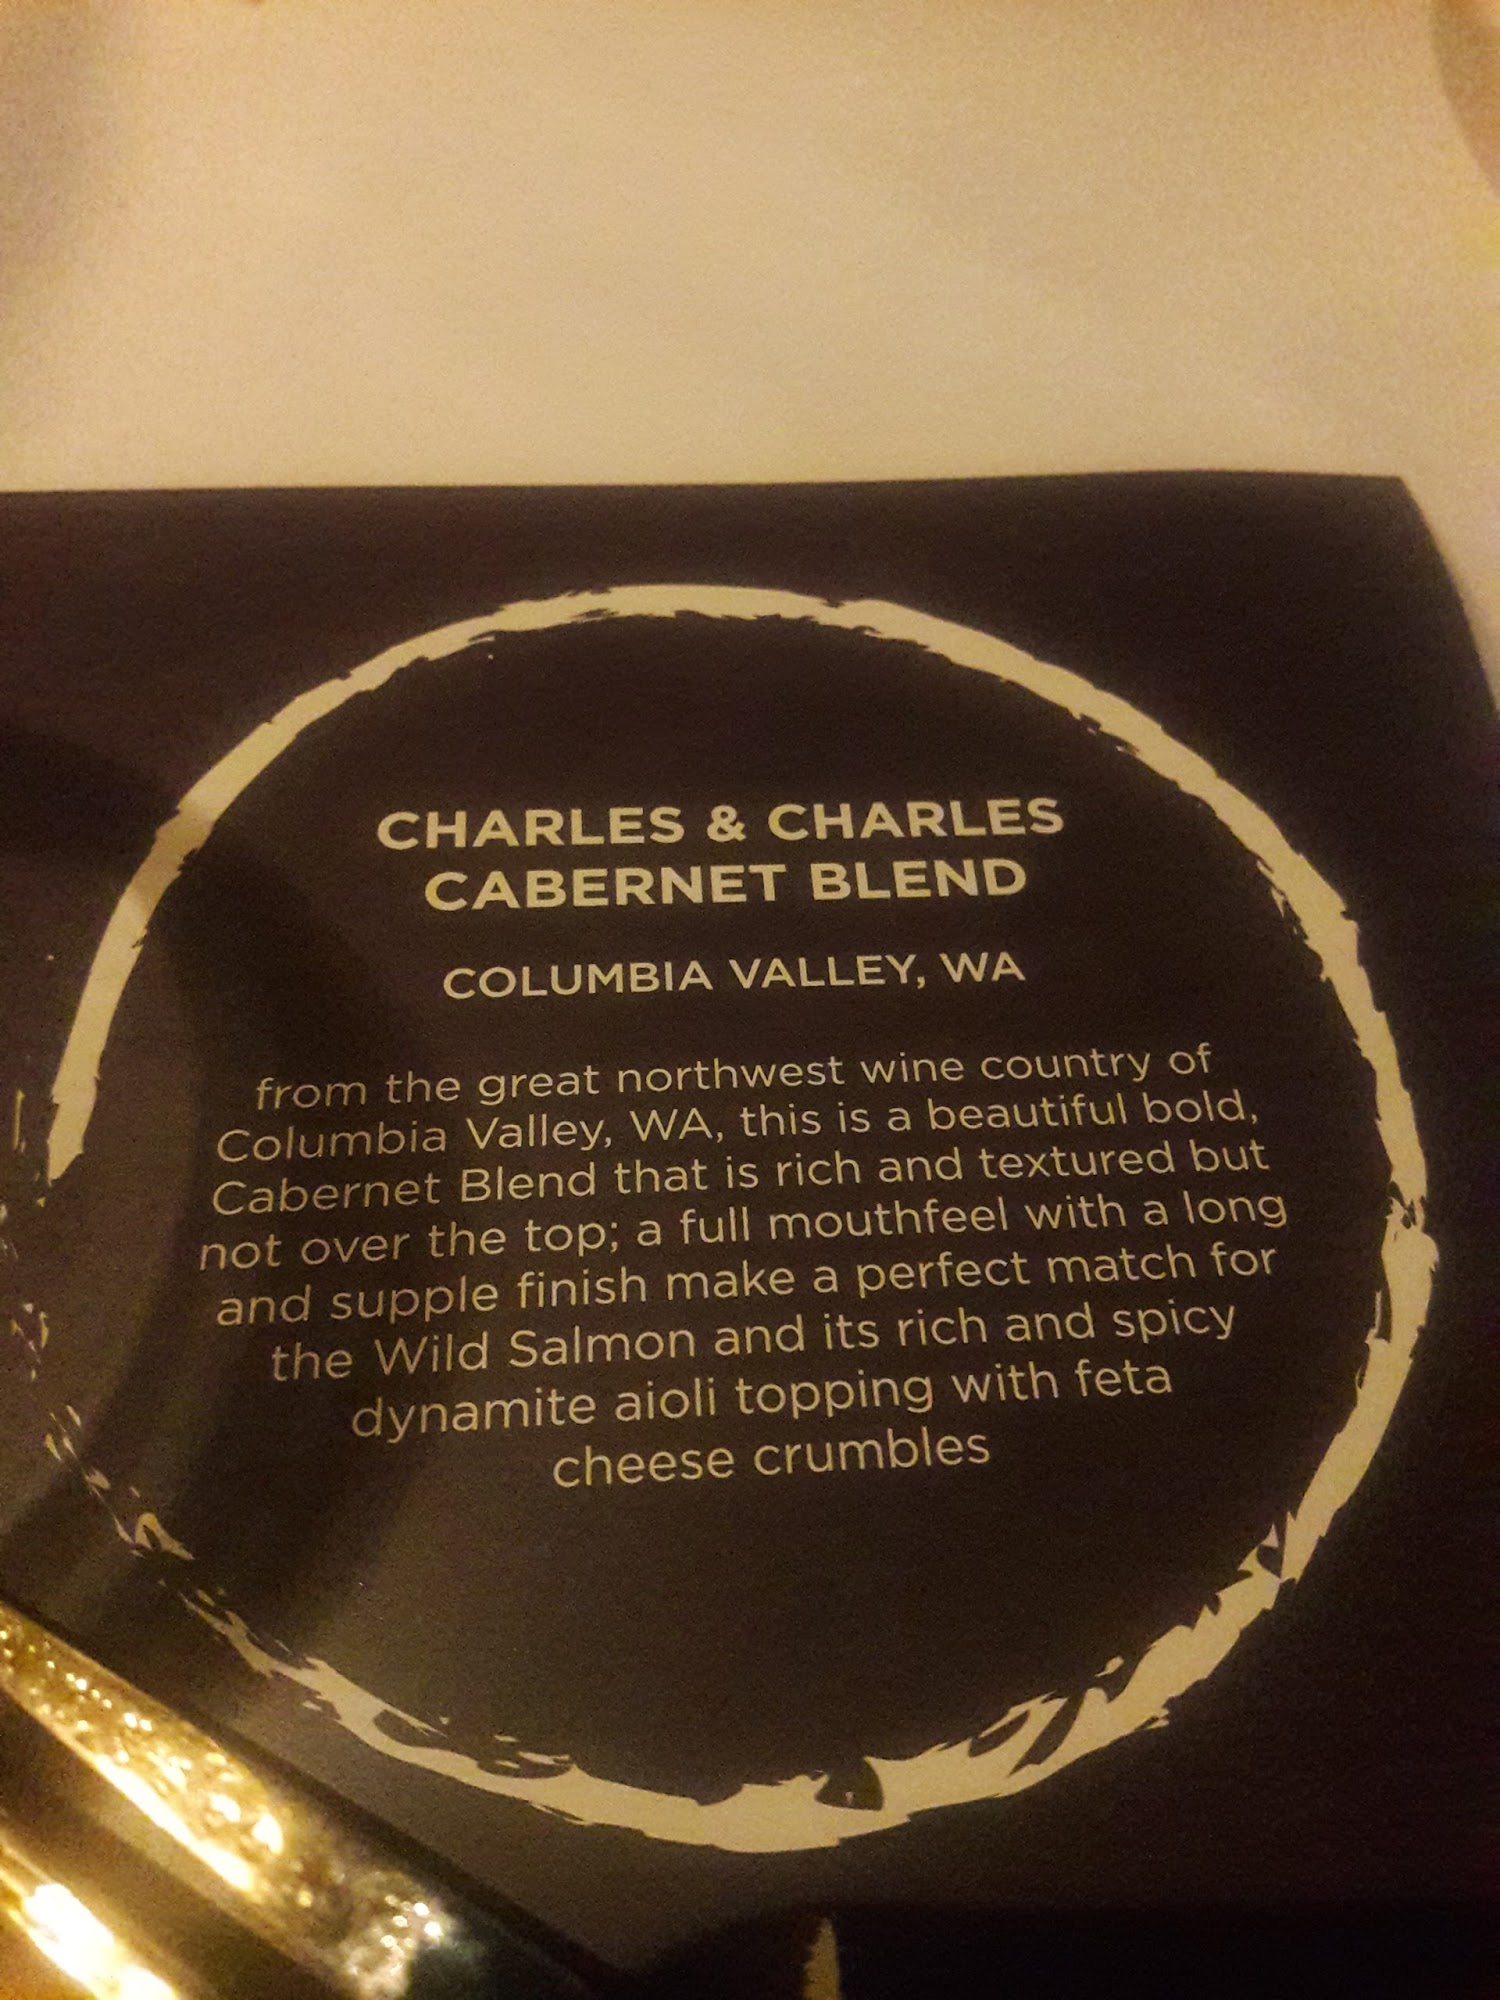 CHARLES & CHARLES
CABERNET BLEND
COLUMBIA VALLEY, WA
from the great northwest wine country of
Columbia Valley, WA, this is a beautiful bold,
Cabernet Blend that is rich and textured but
not over the top; a full mouthfeel with a long
and supple finish make a perfect match for
the Wild Salmon and its rich and spicy
dynamite aioli topping with feta
cheese crumbles